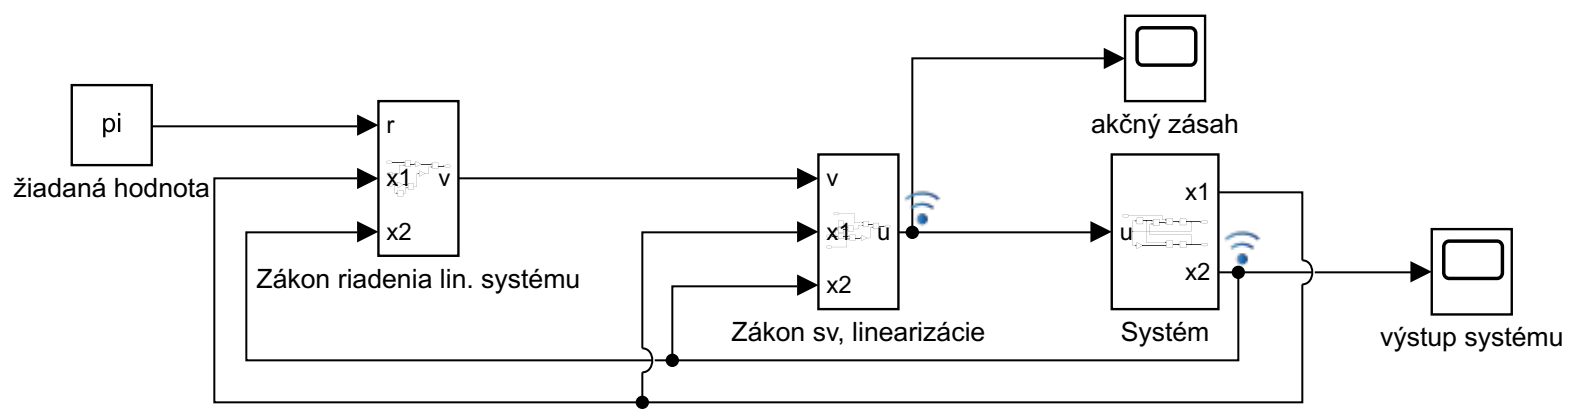 pi
žiadaná hodnota
r
x1
x2
v
Zákon riadenia lin. systému
v
x1
x2
u
Zákon sv, linearizácie
akčný zásah
u
x1
x2
Systém
výstup systému